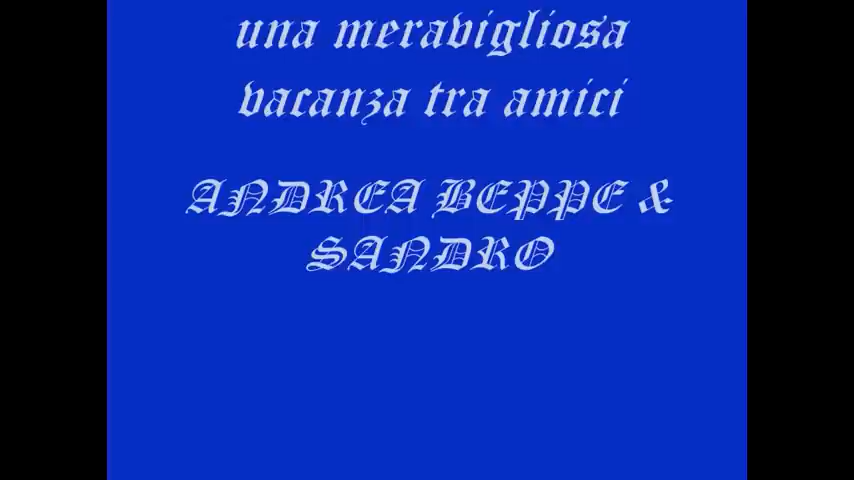 una meravigliosa
vacanza tra amici
ANDREA BEPPE &
SANDRO